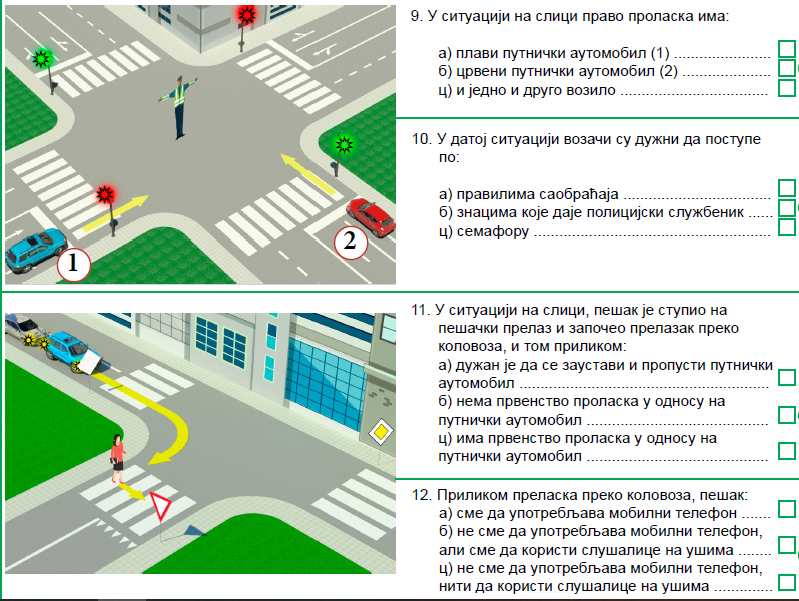 9. У ситуацији на слици право проласка има:
а) плави путнички аутомобил (1) ......................
б) црвени путнички аутомобил (2) ....................
ц) и једно и друго возило ..................................
10. У датој ситуацији возачи су дужни да поступе
по:
а) правилима саобраћаја ..................................
б) знацима које даје полицијски службеник ......
ц) семафору ......................................................
1
2
11. У ситуацији на слици, пешак је ступио на
пешачки прелаз и започео прелазак преко
коловоза, и том приликом:
а) дужан је да се заустави и пропусти путнички
аутомобил .........................................................
б) нема првенство проласка у односу на
путнички аутомобил ..........................................
ц) има првенство проласка у односу на
путнички аутомобил ..........................................
12. Приликом преласка преко коловоза, пешак:
а) сме да употребљава мобилни телефон .......
б) не сме да употребљава мобилни телефон,
али сме да користи слушалице на ушима ........
ц) не сме да употребљава мобилни телефон,
нити да користи слушалице на ушима .............